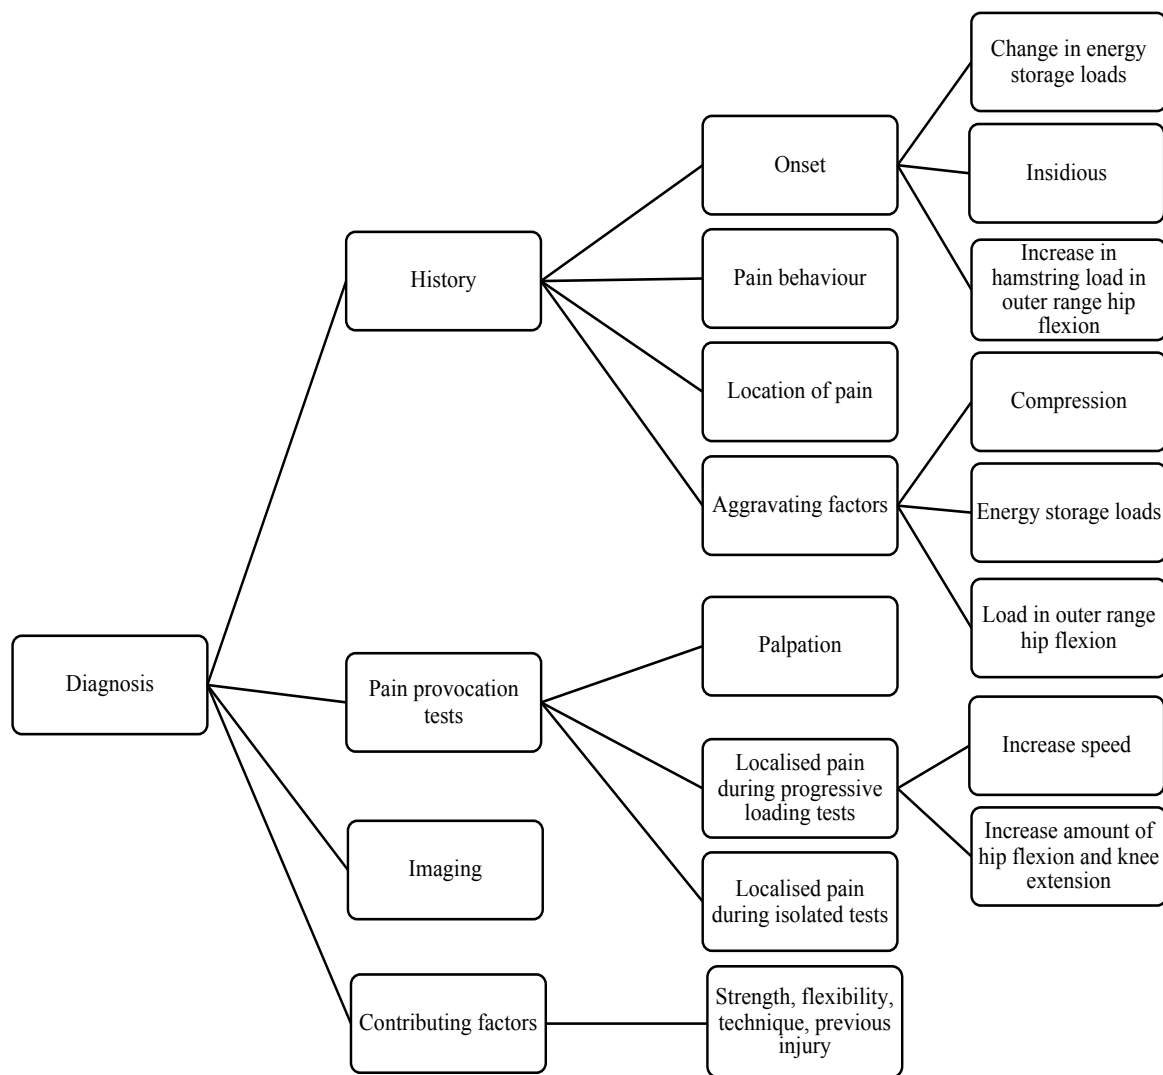 Diagnosis
History
Onset
Change in energy
storage loads
Insidious
Increase in
hamstring load in
outer range hip
flexion
Pain behaviour
Location of pain
Aggravating factors
Compression
Energy storage loads
Load in outer range
hip flexion
Pain provocation
tests
Palpation
Localised pain
during progressive
loading tests
Increase speed
Increase amount of
hip flexion and knee
extension
Localised pain
during isolated tests
Imaging
Contributing factors
Strength, flexibility,
technique, previous
injury